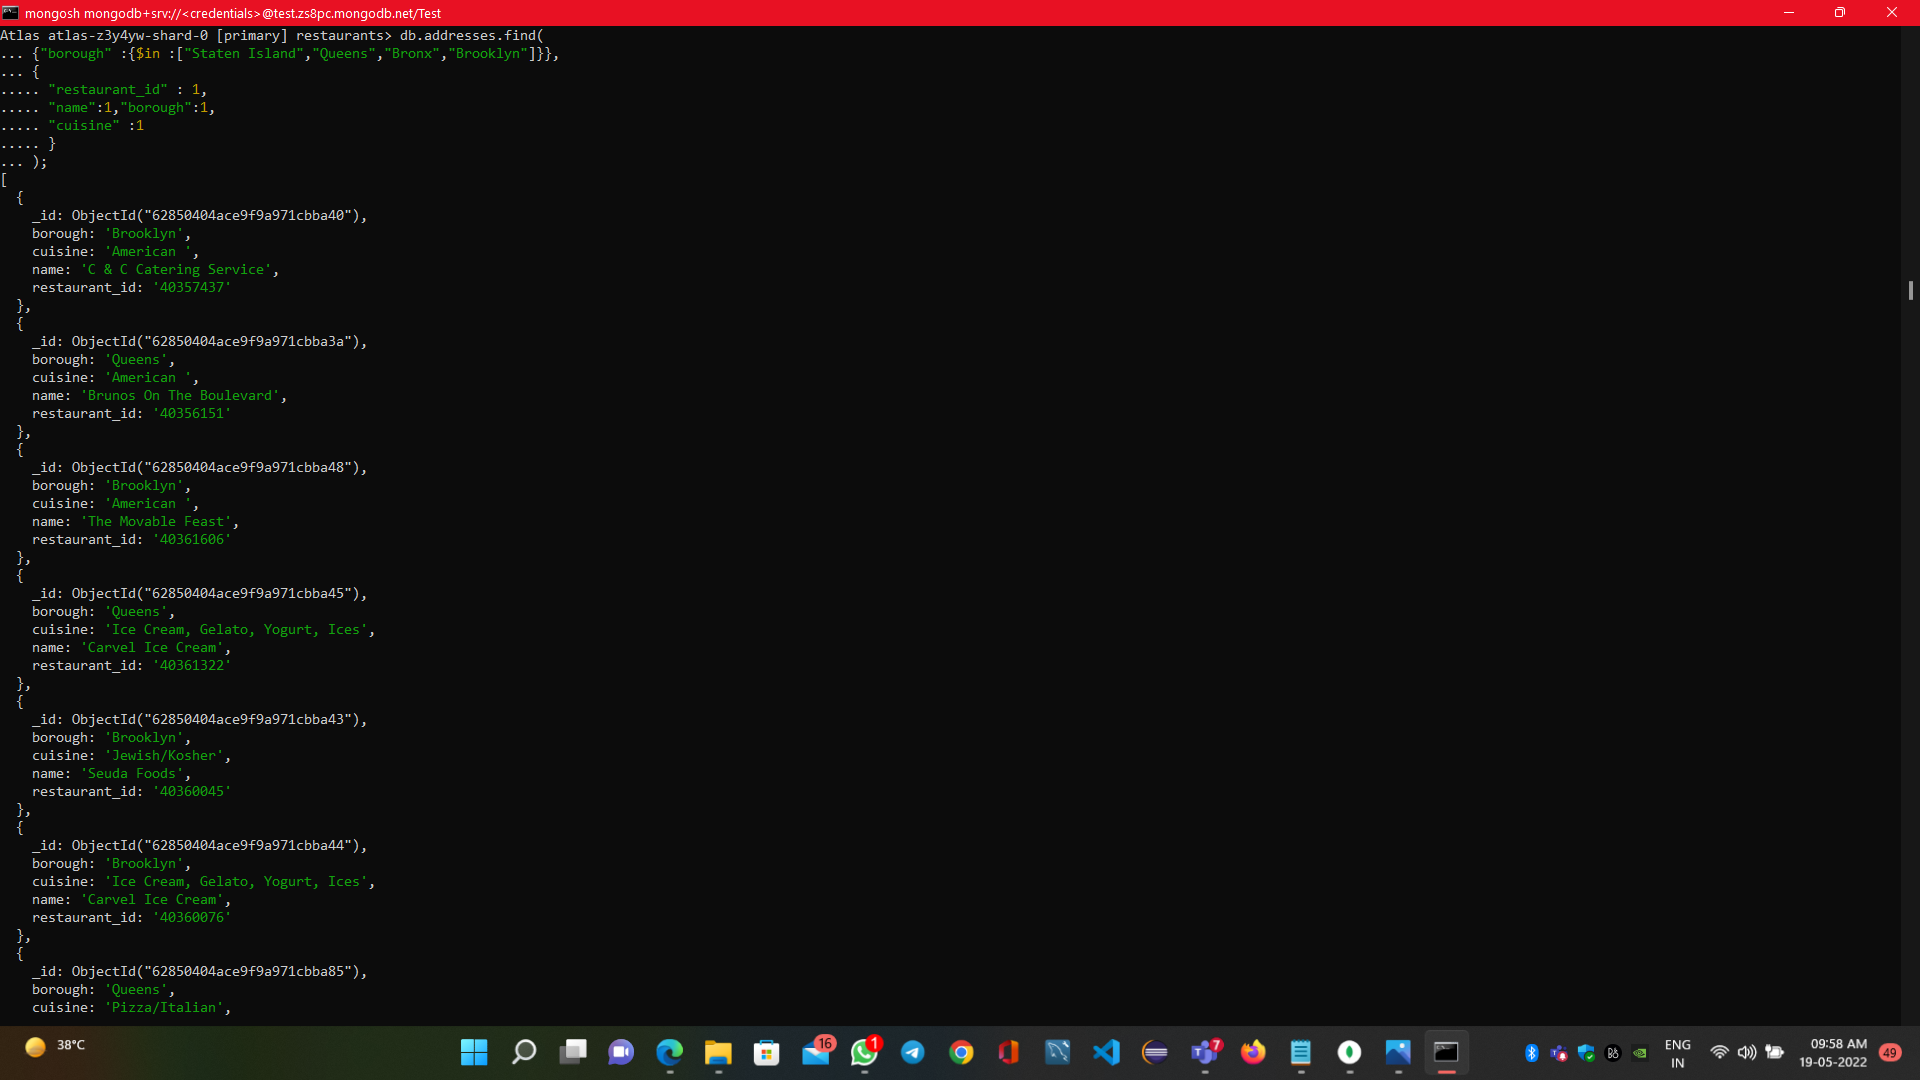 mongosh mongodb+srv://<credentials>@test.zs8pc.mongodb.net/Test
Atlas atlas-z3y4yw-shard-0 [primary] restaurants> db.addresses.find(
... {"borough" :{$in :["Staten Island","Queens","Bronx","Brooklyn"]}},
... {
..... "restaurant_id" : 1,
..... "name":1,"borough":1,
..... "cuisine" :1
..... }
... );
[
  {
    _id: ObjectId("62850404ace9f9a971cbba40"),
    borough: 'Brooklyn',
    cuisine: 'American ',
    name: 'C & C Catering Service',
    restaurant_id: '40357437'
  },
  {
    _id: ObjectId("62850404ace9f9a971cbba3a"),
    borough: 'Queens',
    cuisine: 'American ',
    name: 'Brunos On The Boulevard',
    restaurant_id: '40356151'
  },
  {
    _id: ObjectId("62850404ace9f9a971cbba48"),
    borough: 'Brooklyn',
    cuisine: 'American ',
    name: 'The Movable Feast',
    restaurant_id: '40361606'
  },
  {
    _id: ObjectId("62850404ace9f9a971cbba45"),
    borough: 'Queens',
    cuisine: 'Ice Cream, Gelato, Yogurt, Ices',
    name: 'Carvel Ice Cream',
    restaurant_id: '40361322'
  },
  {
    _id: ObjectId("62850404ace9f9a971cbba43"),
    borough: 'Brooklyn',
    cuisine: 'Jewish/Kosher',
    name: 'Seuda Foods',
    restaurant_id: '40360045'
  },
  {
    _id: ObjectId("62850404ace9f9a971cbba44"),
    borough: 'Brooklyn',
    cuisine: 'Ice Cream, Gelato, Yogurt, Ices',
    name: 'Carvel Ice Cream',
    restaurant_id: '40360076'
  },
  {
    _id: ObjectId("62850404ace9f9a971cbba85"),
    borough: 'Queens',
    cuisine: 'Pizza/Italian',
38°C
16
1
7
ENG
IN
09:58 AM
19-05-2022
49